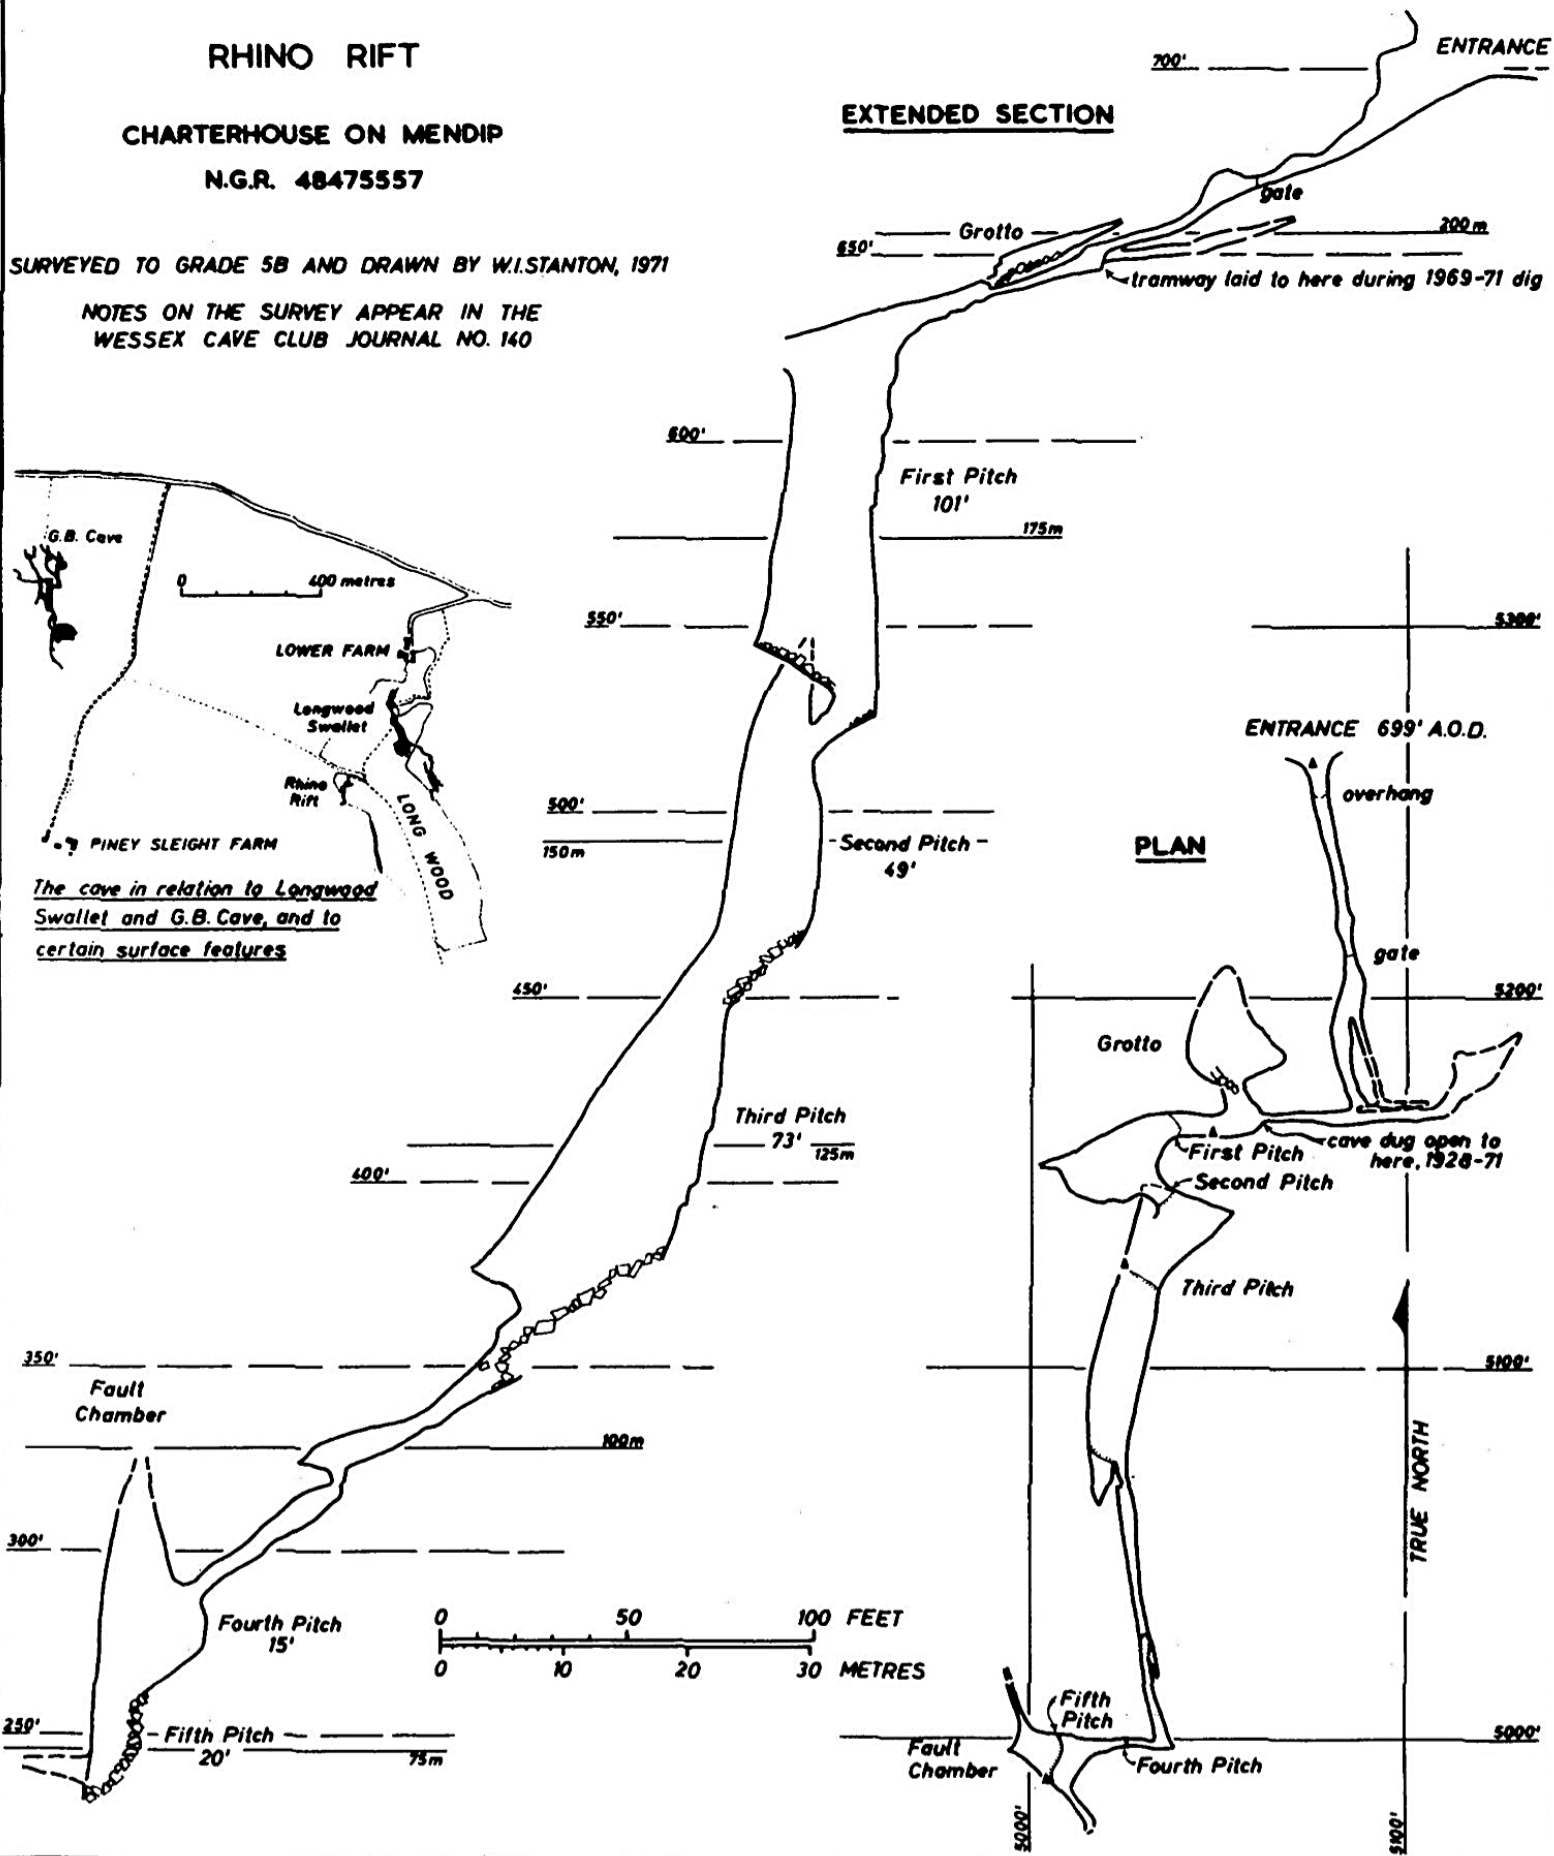 RHINO RIFT
CHARTERHOUSE ON MENDIP
N.G.R. 48475557
SURVEYED TO GRADE 5B AND DRAWN BY W.I.STANTON, 1971
NOTES ON THE SURVEY APPEAR IN THE
WESSEX CAVE CLUB JOURNAL NO. 140
EXTENDED SECTION
ENTRANCE
700'
gate
Grotto
200m
650'
tramway laid to here during 1969-71 dig
600'
First Pitch
101'
175m
550'
500'
150m
Second Pitch
49'
450'
Third Pitch
73'
125m
400'
350'
Fault
Chamber
100m
300'
Fourth Pitch
15'
250'
Fifth Pitch
20'
75m
0 50 100 FEET
0 10 20 30 METRES
G.B. Cave
0 400 metres
LOWER FARM
Longwood
Swallet
Rhino
Rift
LONG WOOD
PINEY SLEIGHT FARM
The cave in relation to Longwood
Swallet and G.B. Cave, and to
certain surface features
PLAN
5300'
ENTRANCE 699' A.O.D.
overhang
gate
5200'
Grotto
cave dug open to
here, 1928-71
First Pitch
Second Pitch
Third Pitch
5100'
TRUE NORTH
Fifth
Pitch
5000'
Fault
Chamber
Fourth Pitch
5000'
5100'